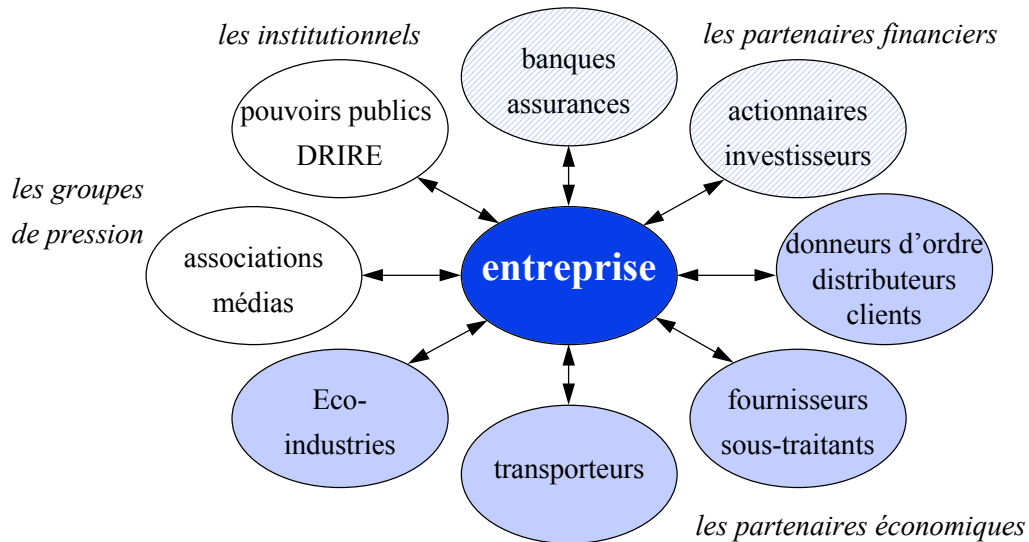 les institutionnels
banques
assurances
les partenaires financiers
pouvoirs publics
DRIRE
actionnaires
investisseurs
les groupes
de pression
associations
médias
entreprise
donneurs d’ordre
distributeurs
clients
Eco-
industries
transporteurs
fournisseurs
sous-traitants
les partenaires économiques